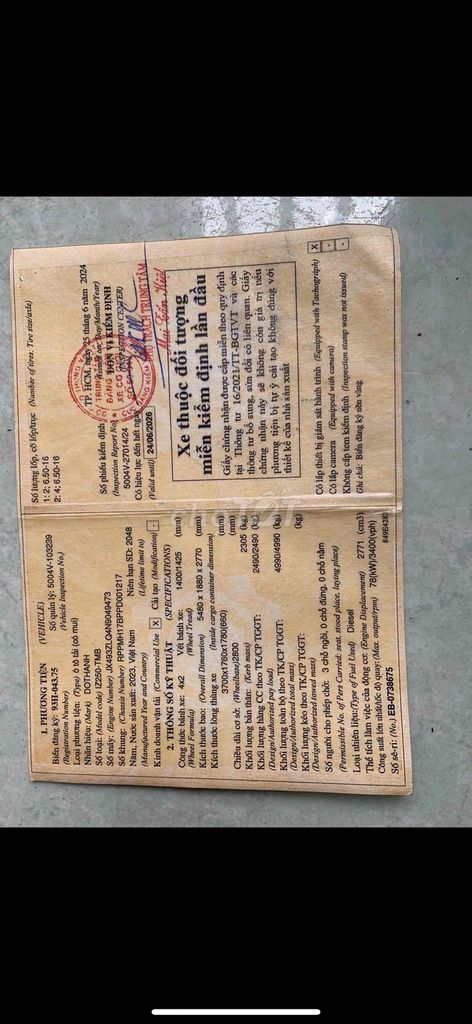 1. PHƯƠNG TIỆN (VEHICLE)
Biển đăng ký: 93H-043.75 Số quản lý: 5004V-103239
(Registration Number) (Vehicle Inspection No.)
Loại phương tiện: (Type) ô tô tải (có mui)
Nhãn hiệu: (Mark) DOTHANH
Số loại: (Model code) IZ250-TMB
Số máy: (Engine Number) JX493ZLQ4N9049473
Số khung: (Chassis Number) RPPMH17BPPD001217
Năm, Nước sản xuất: 2023, Việt Nam Niên hạn SD: 2048
(Manufactured Year and Country) (Lifetime limit to)
Kinh doanh vận tải (Commercial Use) X Cải tạo (Modification) -
2. THÔNG SỐ KỸ THUẬT (SPECIFICATIONS)
Công thức bánh xe: 4x2 Vết bánh xe: 1400/1425 (mm)
(Wheel Formula) (Wheel Tread)
Kích thước bao: (Overall Dimension) 5480 x 1880 x 2770 (mm)
Kích thước lòng thùng xe (Inside cargo container dimension)
3700x1760x1780(660) (mm)
Chiều dài cơ sở: (Wheelbase) 2800 (mm)
Khối lượng bản thân: (Kerb mass) 2305 (kg)
Khối lượng hàng CC theo TK/CP TGGT: 2490/2490 (kg)
(Design/Authorized pay load)
Khối lượng toàn bộ theo TK/CP TGGT: 4990/4990 (kg)
(Design/Authorized total mass)
Khối lượng kéo theo TK/CP TGGT: (kg)
(Design/Authorized towed mass)
Số người cho phép chở: 3 chỗ ngồi, 0 chỗ đứng, 0 chỗ nằm
(Permissible No. of Pers Carried: seat, stood place, laying place)
Loại nhiên liệu:(Type of Fuel Used) Diesel
Thể tích làm việc của động cơ: (Engine Displacement) 2771 (cm3)
Công suất lớn nhất/tốc độ quay:(Max. output/rpm) 78(kW)/3400(vph)
Số sê-ri: (No.) EB-0738675 849E4283
Số lượng lốp, cỡ lốp/trục (Number of tires: Tire size/axle)
1: 2; 6.50-16
2: 4; 6.50-16
Số phiếu kiểm định
(Inspection Report No)
5004V-27014/24
Có hiệu lực đến hết ngày
(Valid until) 24/06/2026
TP. HCM, ngày 25 tháng 6 năm 2024
(Issued on: Day/Month/Year)
ĐƠN VỊ KIỂM ĐỊNH
(INSPECTION CENTER)
Xe thuộc đối tượng
miễn kiểm định lần đầu
Giấy chứng nhận được cấp miễn theo quy định
tại Thông tư 16/2021/TT-BGTVT và các
thông tư bổ sung, sửa đổi có liên quan. Giấy
chứng nhận này sẽ không còn giá trị nếu
phương tiện bị tự ý cải tạo không đúng với
thiết kế của nhà sản xuất
Có lắp thiết bị giám sát hành trình (Equipped with Tachograph) X
Có lắp camera (Equipped with camera) -
Không cấp tem kiểm định (Inspection stamp was not issued) -
Ghi chú: Biển đăng ký nền vàng